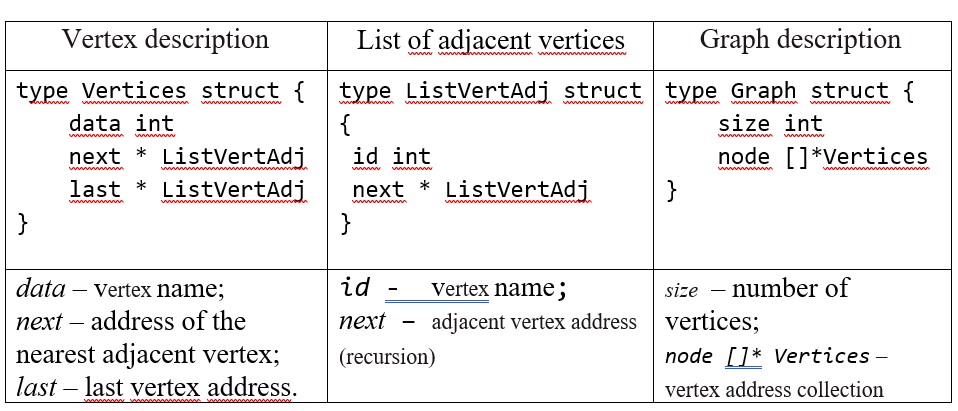 Vertex description
List of adjacent vertices
Graph description
type Vertices struct {
data int
next * ListVertAdj
last * ListVertAdj
}
type ListVertAdj struct
{
id int
next * ListVertAdj
}
type Graph struct {
size int
node []*Vertices
}
data – vertex name;
next – address of the
nearest adjacent vertex;
last – last vertex address.
id - vertex name;
next – adjacent vertex address
(recursion)
size – number of
vertices;
node []* Vertices –
vertex address collection